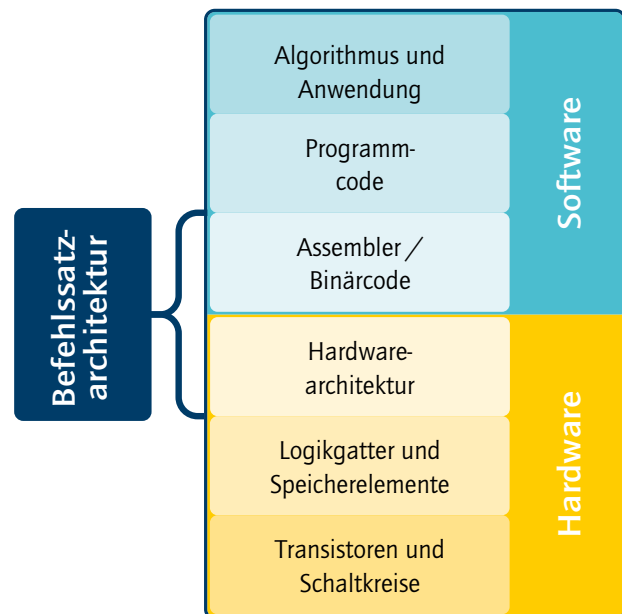 Algorithmus und
Anwendung
Programm-
code
Assembler /
Binärcode
Hardware-
architektur
Logikgatter und
Speicherelemente
Transistoren und
Schaltkreise
Software
Hardware
Befehlssatz-
architektur